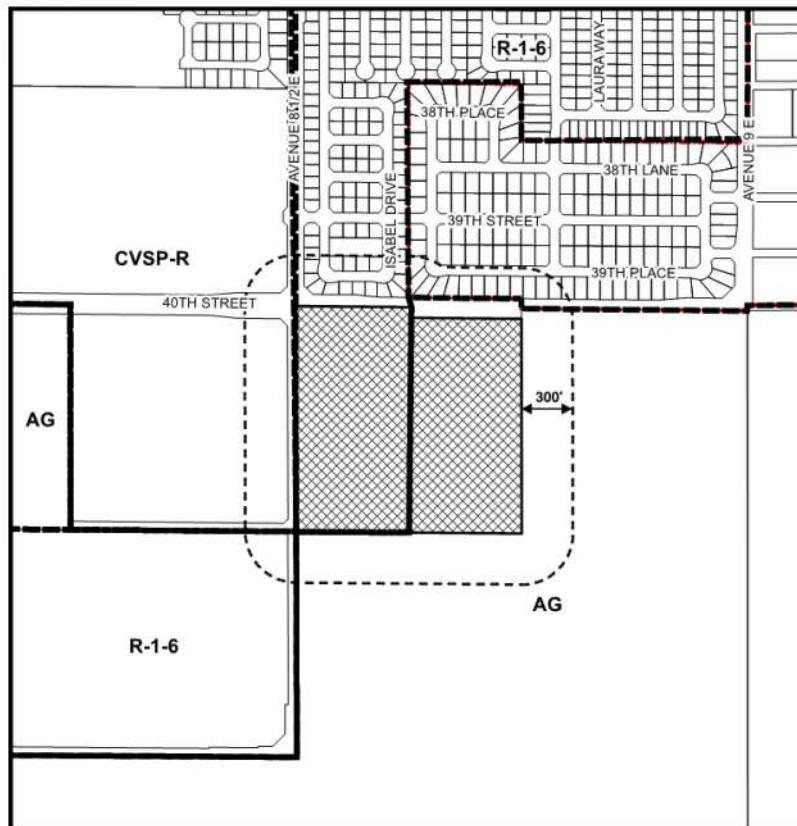 R-1-6
LAURA WAY
AVENUE 8 1/2 E
38TH PLACE
AVENUE 9 E
38TH LANE
ISABEL DRIVE
39TH STREET
CVSP-R
39TH PLACE
40TH STREET
300'
AG
AG
R-1-6